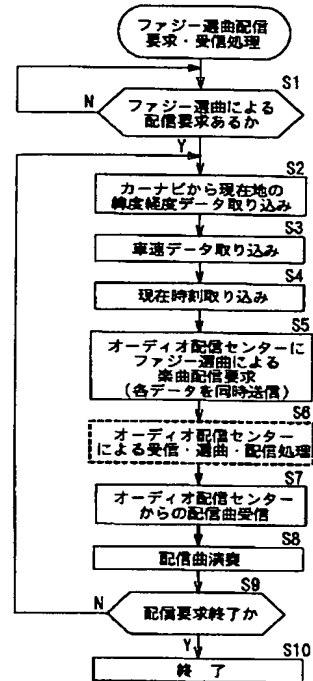 ファジー選曲配信
要求・受信処理
S1
N
ファジー選曲による
配信要求あるか
Y
S2
カーナビから現在地の
緯度経度データ取り込み
S3
車速データ取り込み
S4
現在時刻取り込み
S5
オーディオ配信センターに
ファジー選曲による
楽曲配信要求
(各データを同時送信)
S6
オーディオ配信センター
による受信・選曲・配信処理
S7
オーディオ配信センター
からの配信曲受信
S8
配信曲演奏
S9
N
配信要求終了か
Y
S10
終 了